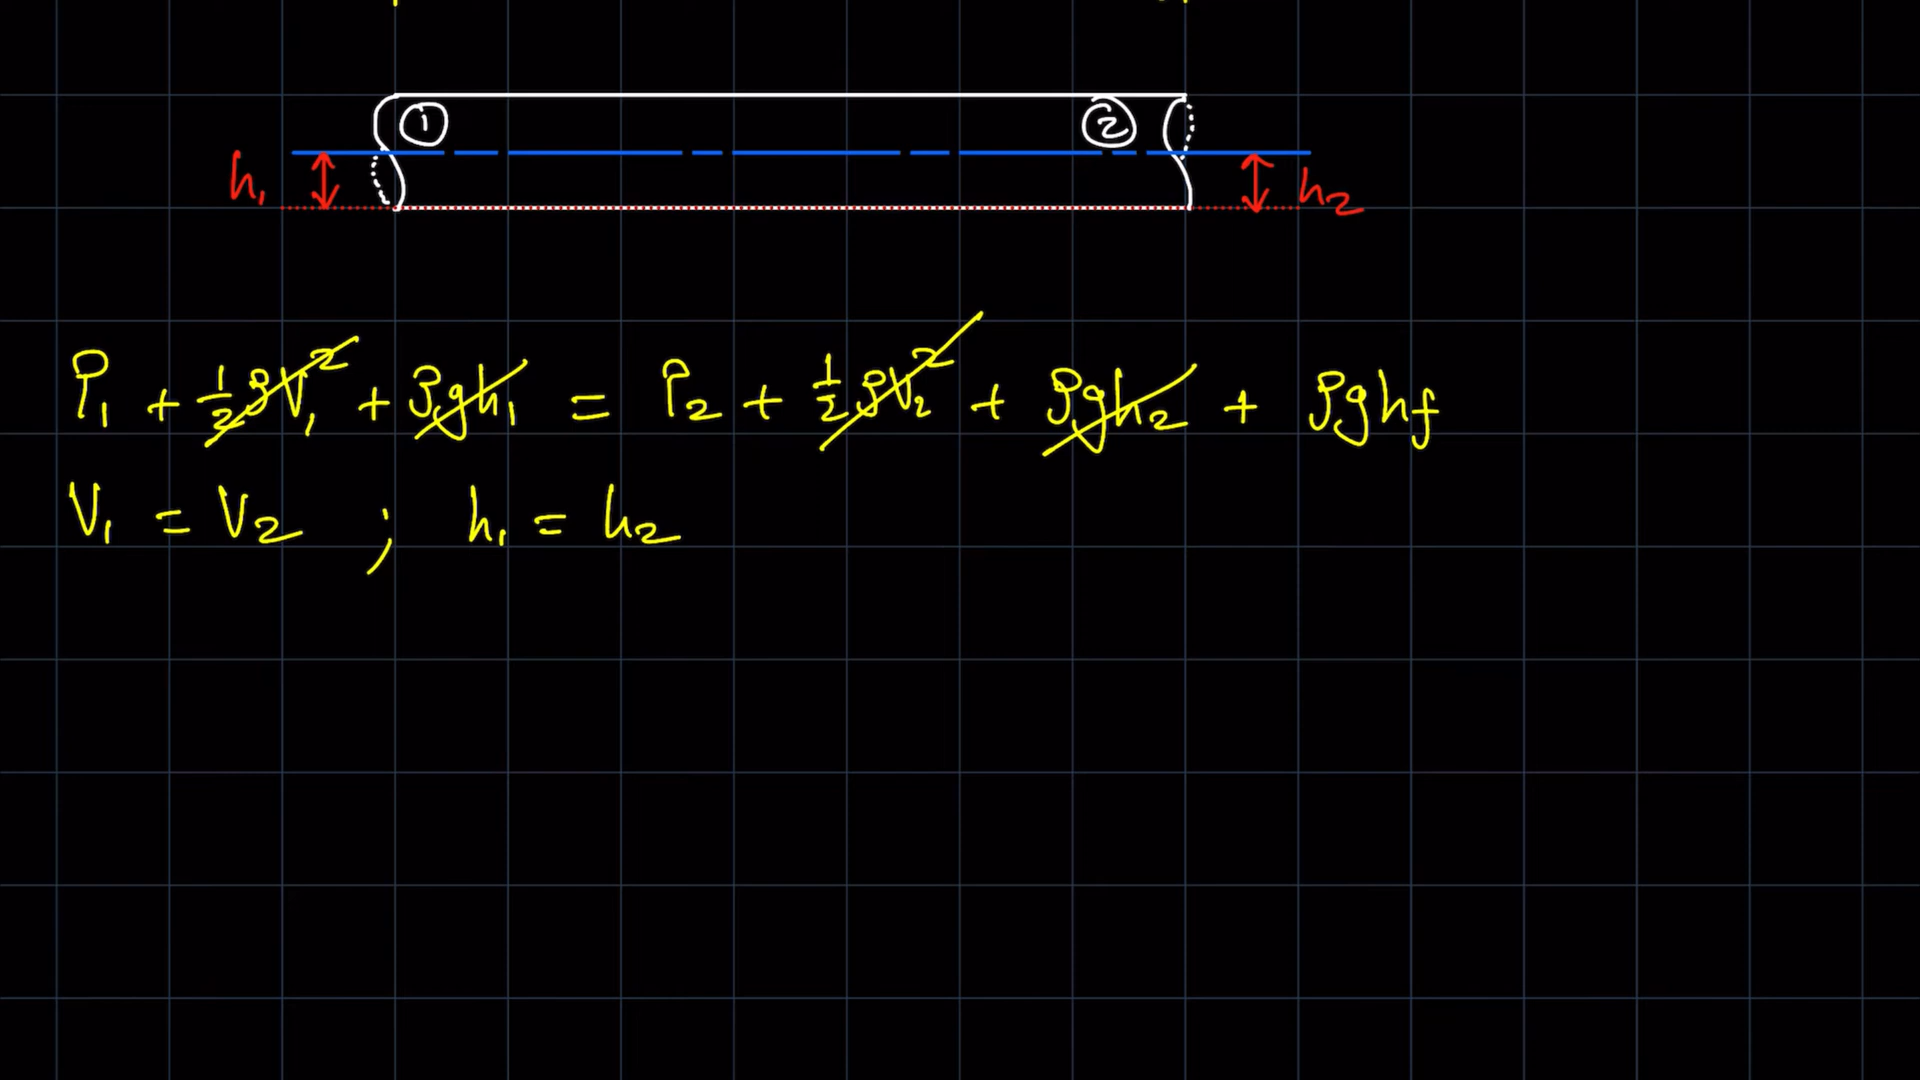 ① ②
h₁ h₂
P₁ + ½ρV₁² + ρgh₁ = P₂ + ½ρV₂² + ρgh₂ + ρghf
V₁ = V₂ ; h₁ = h₂